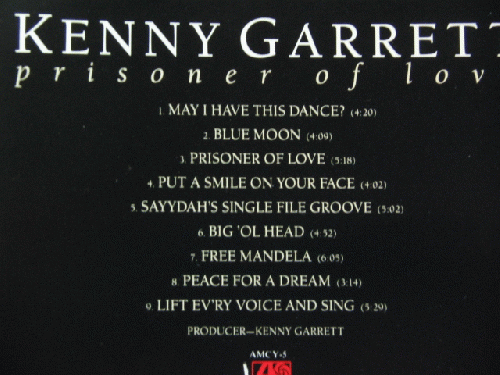 KENNY GARRETT
prisoner of lov
1. MAY I HAVE THIS DANCE? (4:20)
2. BLUE MOON (4:09)
3. PRISONER OF LOVE (5:18)
4. PUT A SMILE ON YOUR FACE (4:02)
5. SAYYDAH'S SINGLE FILE GROOVE (5:02)
6. BIG 'OL HEAD (4:52)
7. FREE MANDELA (6:05)
8. PEACE FOR A DREAM (3:14)
9. LIFT EV'RY VOICE AND SING (5:29)
PRODUCER—KENNY GARRETT
AMCY-5